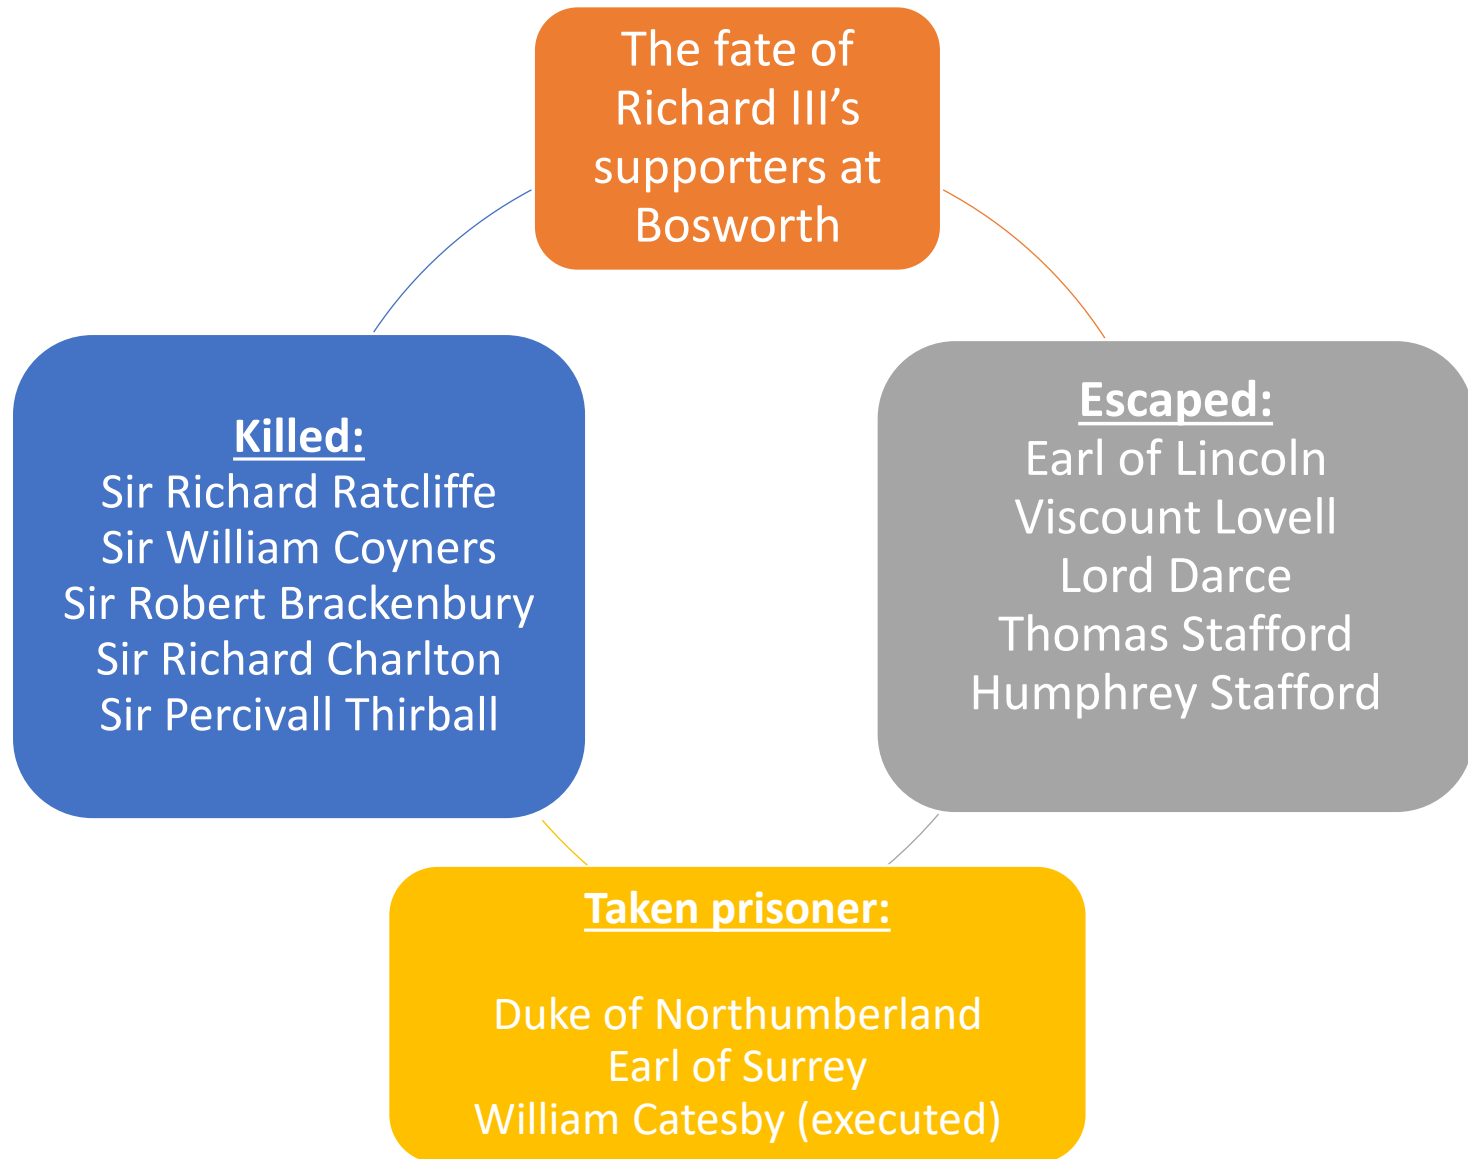 The fate of
Richard III’s
supporters at
Bosworth
Killed:
Sir Richard Ratcliffe
Sir William Coyners
Sir Robert Brackenbury
Sir Richard Charlton
Sir Percivall Thirball
Escaped:
Earl of Lincoln
Viscount Lovell
Lord Darce
Thomas Stafford
Humphrey Stafford
Taken prisoner:
Duke of Northumberland
Earl of Surrey
William Catesby (executed)